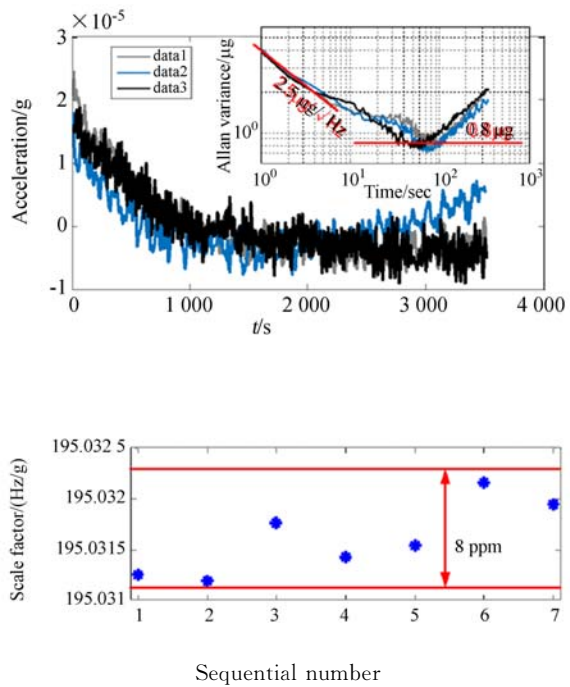 ×10⁻⁵
3
2
1
0
-1
Acceleration/g
data1
data2
data3
0
1 000
2 000
3 000
4 000
t/s
Allan variance/μg
10⁰
2.5 μg/√Hz
0.8 μg
10⁰
10¹
10²
10³
Time/sec
Scale factor/(Hz/g)
195.032 5
195.032
195.0315
195.031
8 ppm
1
2
3
4
5
6
7
Sequential number